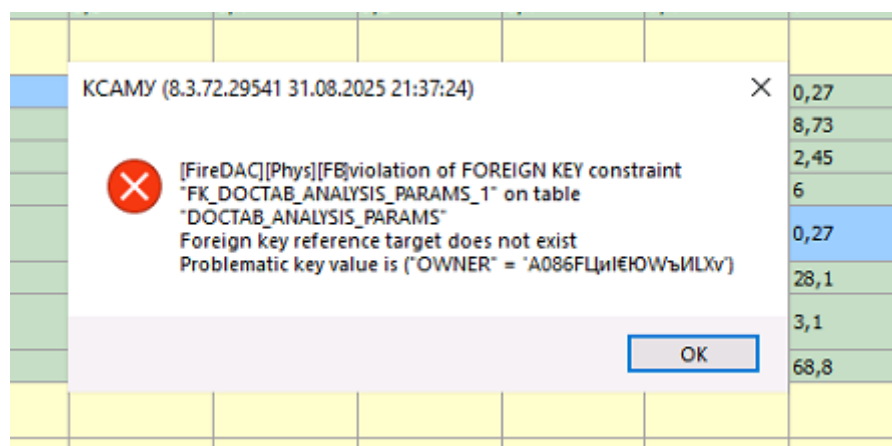 КСАМУ (8.3.72.29541 31.08.2025 21:37:24)
[FireDAC][Phys][FB]violation of FOREIGN KEY constraint
"FK_DOCTAB_ANALYSIS_PARAMS_1" on table
"DOCTAB_ANALYSIS_PARAMS"
Foreign key reference target does not exist
Problematic key value is ("OWNER" = 'A086FЦиI€ЮWъИLXv')
OK
0,27
8,73
2,45
6
0,27
28,1
3,1
68,8